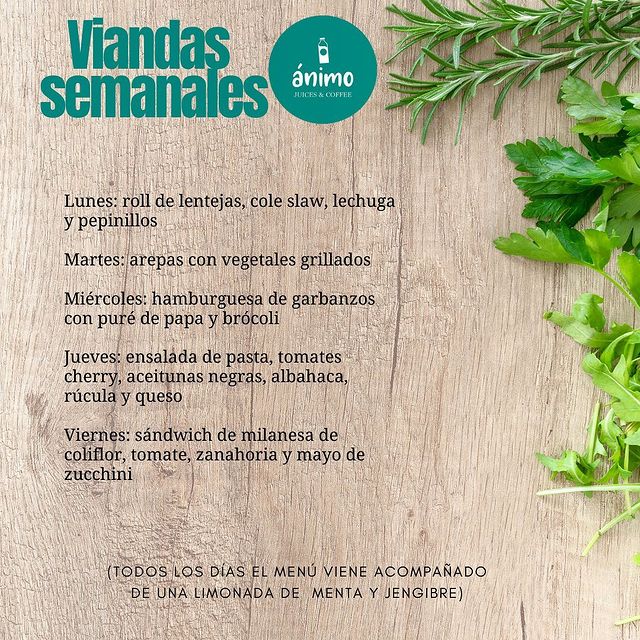 Viandas
semanales
ánimo
JUICES & COFFEE
Lunes: roll de lentejas, cole slaw, lechuga
y pepinillos
Martes: arepas con vegetales grillados
Miércoles: hamburguesa de garbanzos
con puré de papa y brócoli
Jueves: ensalada de pasta, tomates
cherry, aceitunas negras, albahaca,
rúcula y queso
Viernes: sándwich de milanesa de
coliflor, tomate, zanahoria y mayo de
zucchini
(TODOS LOS DÍAS EL MENÚ VIENE ACOMPAÑADO
DE UNA LIMONADA DE MENTA Y JENGIBRE)